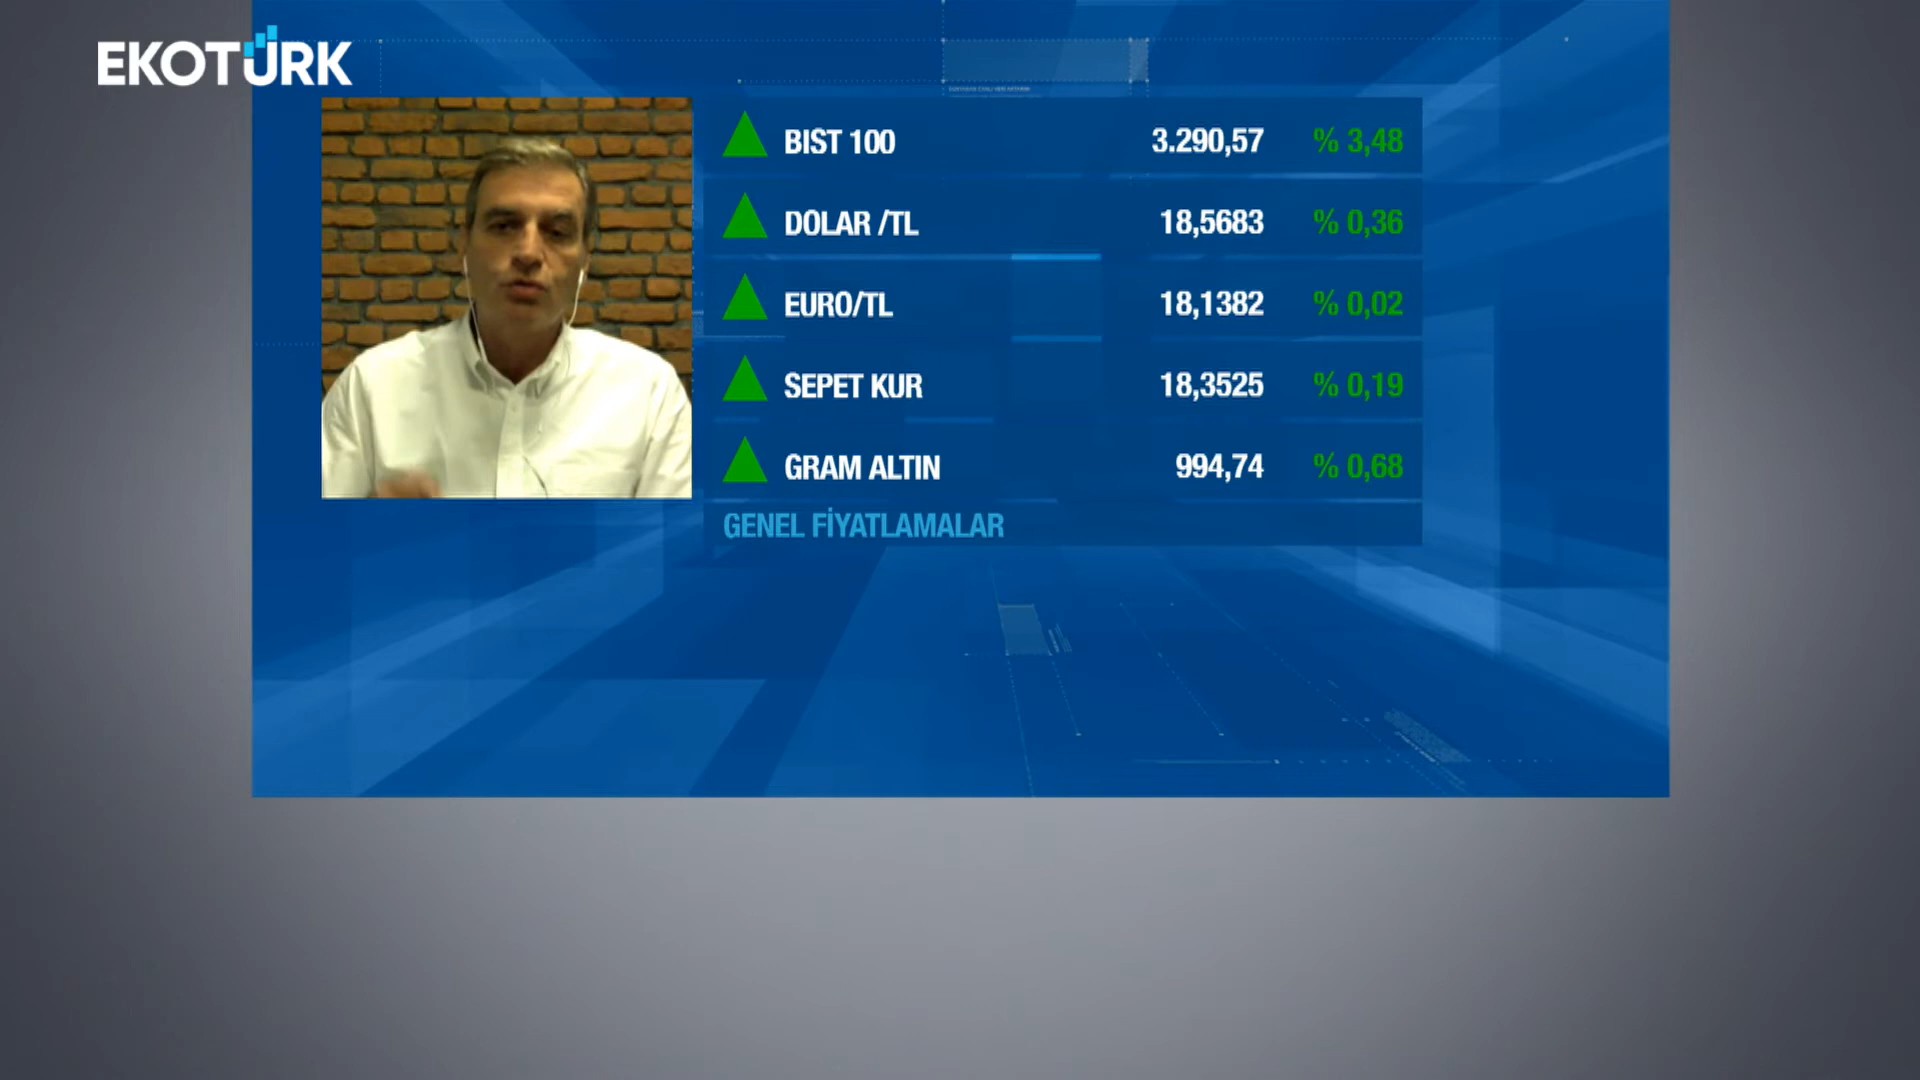 EKOTÜRK
BIST 100 3.290,57 % 3,48
DOLAR /TL 18,5683 % 0,36
EURO/TL 18,1382 % 0,02
SEPET KUR 18,3525 % 0,19
GRAM ALTIN 994,74 % 0,68
GENEL FİYATLAMALAR